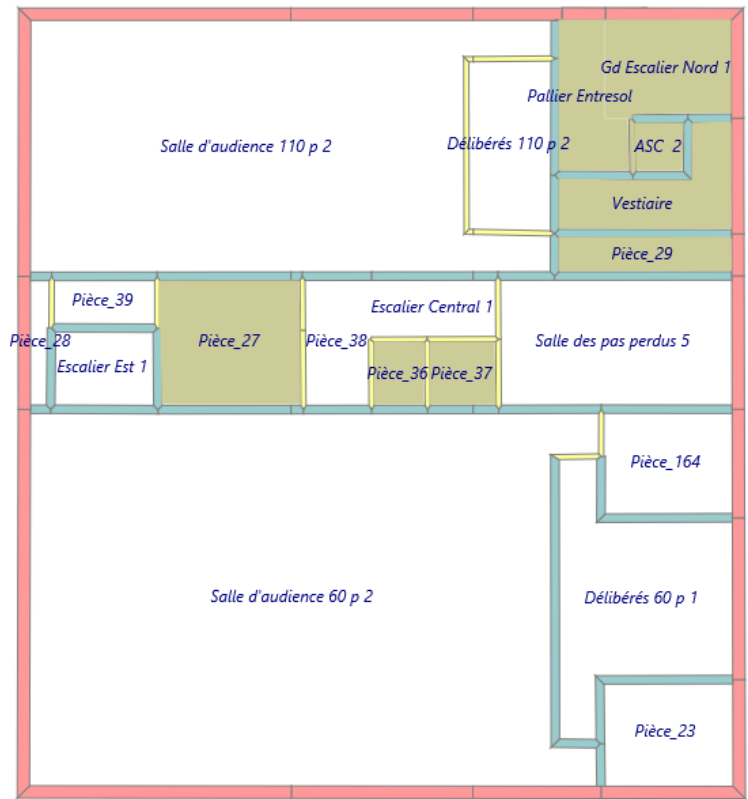 Gd Escalier Nord 1
Pallier Entresol
Salle d'audience 110 p 2
Délibérés 110 p 2
ASC 2
Vestiaire
Pièce_29
Pièce_39
Escalier Central 1
Pièce_28
Pièce_27
Pièce_38
Salle des pas perdus 5
Escalier Est 1
Pièce_36
Pièce_37
Pièce_164
Salle d'audience 60 p 2
Délibérés 60 p 1
Pièce_23